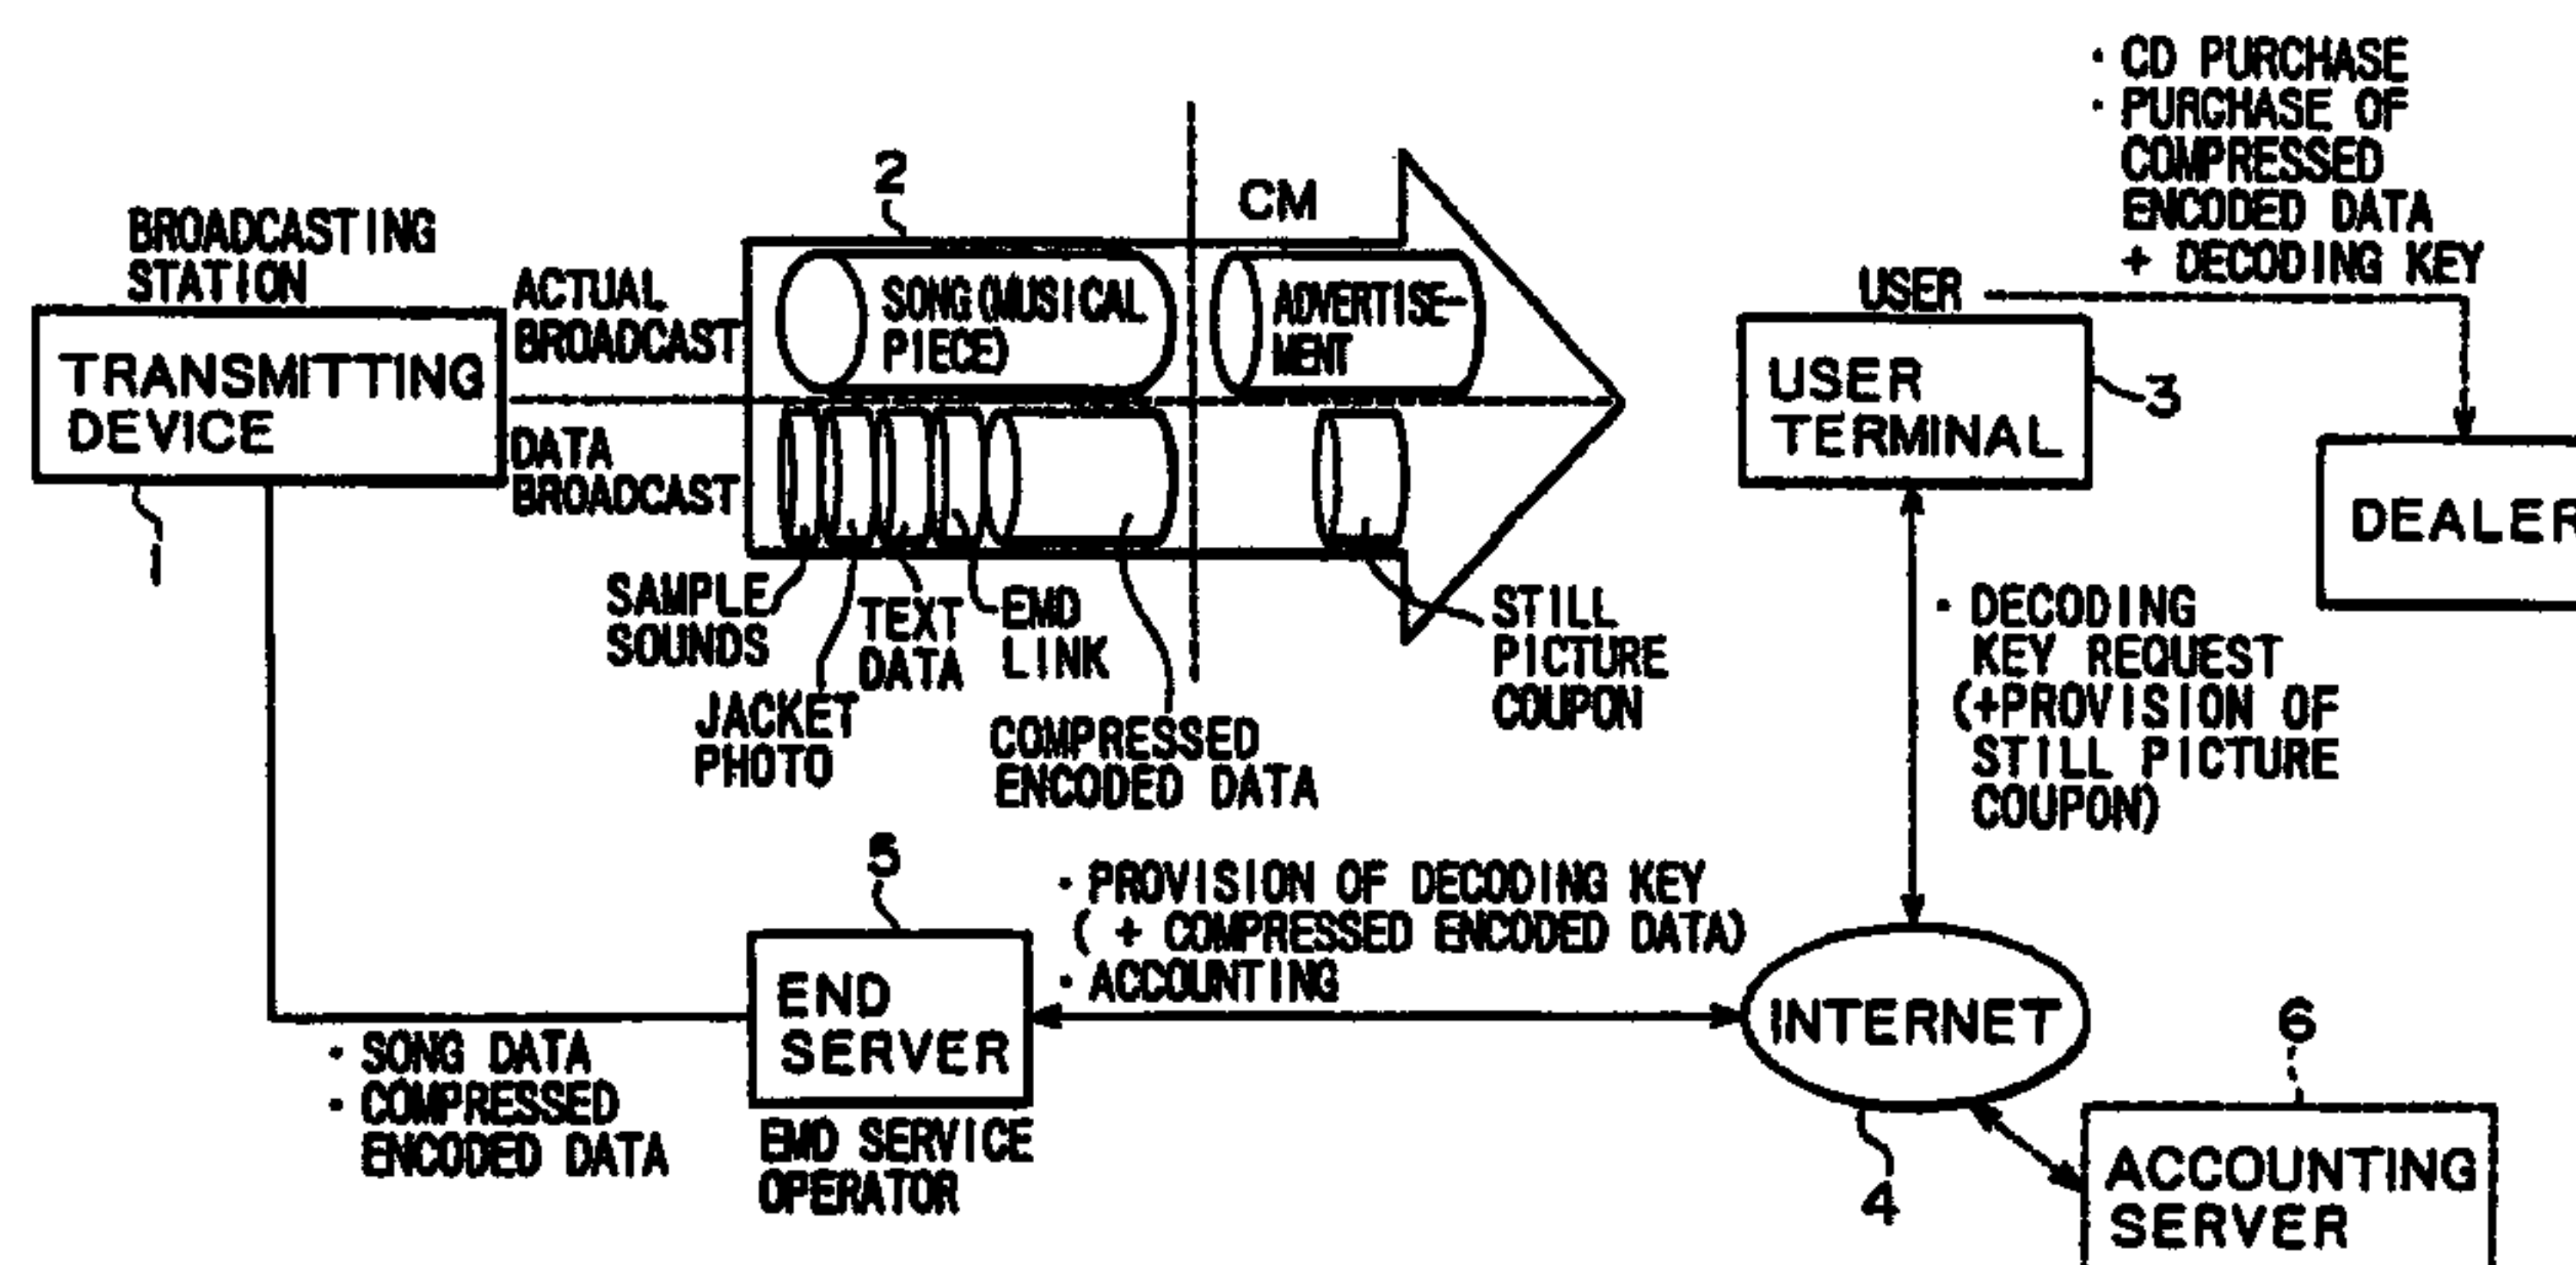 BROADCASTING
STATION
TRANSMITTING
DEVICE
1
ACTUAL
BROADCAST
DATA
BROADCAST
2
CM
SONG (MUSICAL
PIECE)
ADVERTISE-
MENT
SAMPLE
SOUNDS
JACKET
PHOTO
TEXT
DATA
EMD
LINK
COMPRESSED
ENCODED DATA
STILL
PICTURE
COUPON
· CD PURCHASE
· PURCHASE OF
COMPRESSED
ENCODED DATA
+ DECODING KEY
USER
USER
TERMINAL
3
DEALER
· DECODING
KEY REQUEST
(+PROVISION OF
STILL PICTURE
COUPON)
5
END
SERVER
EMD SERVICE
OPERATOR
· SONG DATA
· COMPRESSED
ENCODED DATA
· PROVISION OF DECODING KEY
( + COMPRESSED ENCODED DATA)
· ACCOUNTING
INTERNET
4
6
ACCOUNTING
SERVER